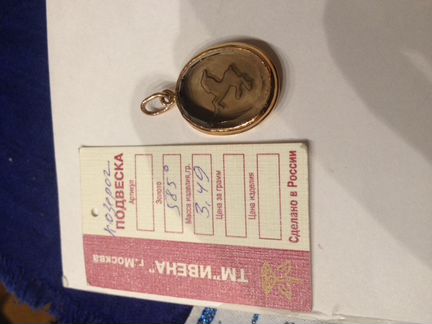 Козерог
ПОДВЕСКА
Артикул
Золото
585°
Масса изделия, гр.
3,49
Цена за грамм
Цена изделия
Сделано в России
ТМ "ИВЕНА" г. Москва